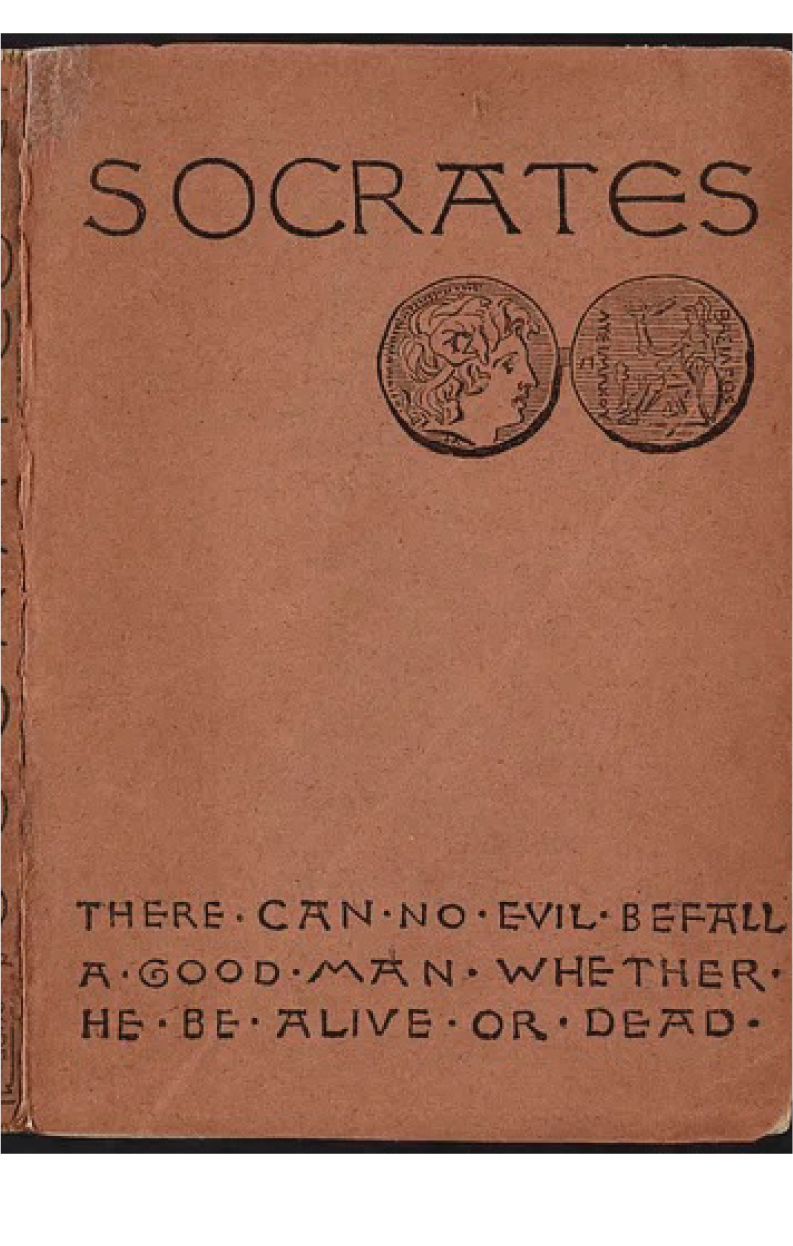 SOCRATES
THERE · CAN · NO · EVIL · BEFALL
A · GOOD · MAN · WHETHER ·
HE · BE · ALIVE · OR · DEAD ·